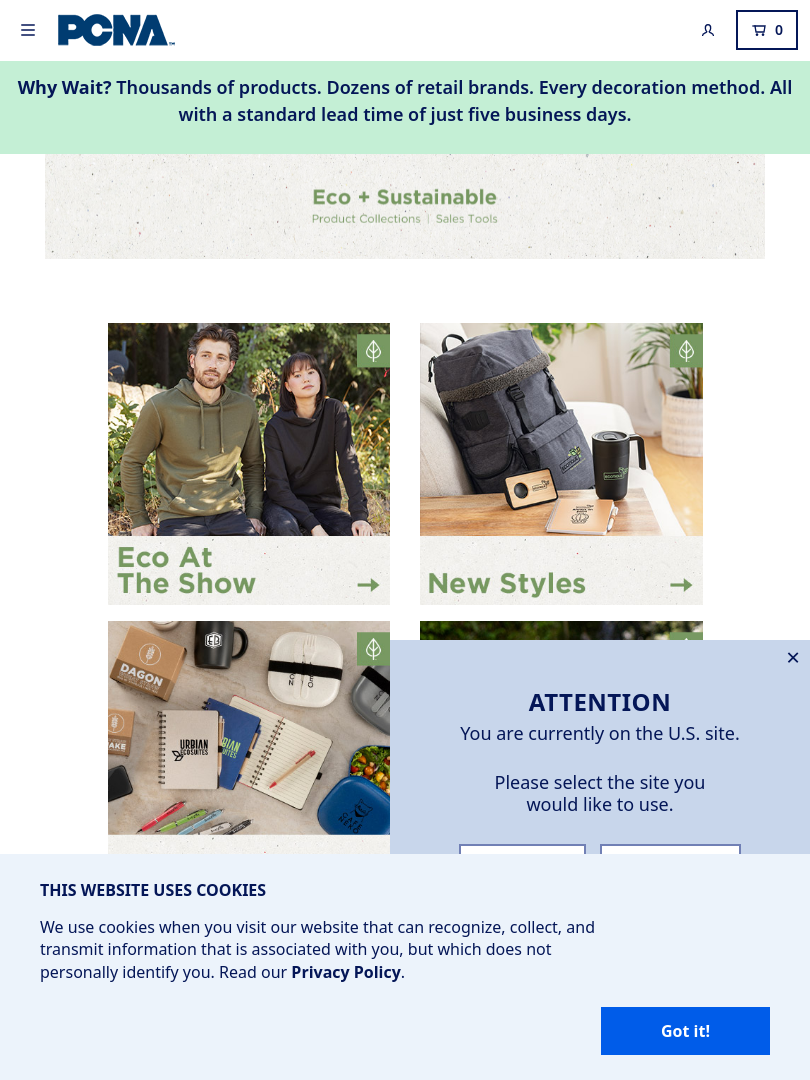 PCNA
0
Why Wait? Thousands of products. Dozens of retail brands. Every decoration method. All
with a standard lead time of just five business days.
Eco + Sustainable
Product Collections | Sales Tools
Eco At
The Show
New Styles
DAGON
URBIAN
ECOSUITES
ATTENTION
You are currently on the U.S. site.
Please select the site you
would like to use.
THIS WEBSITE USES COOKIES
We use cookies when you visit our website that can recognize, collect, and
transmit information that is associated with you, but which does not
personally identify you. Read our Privacy Policy.
Got it!